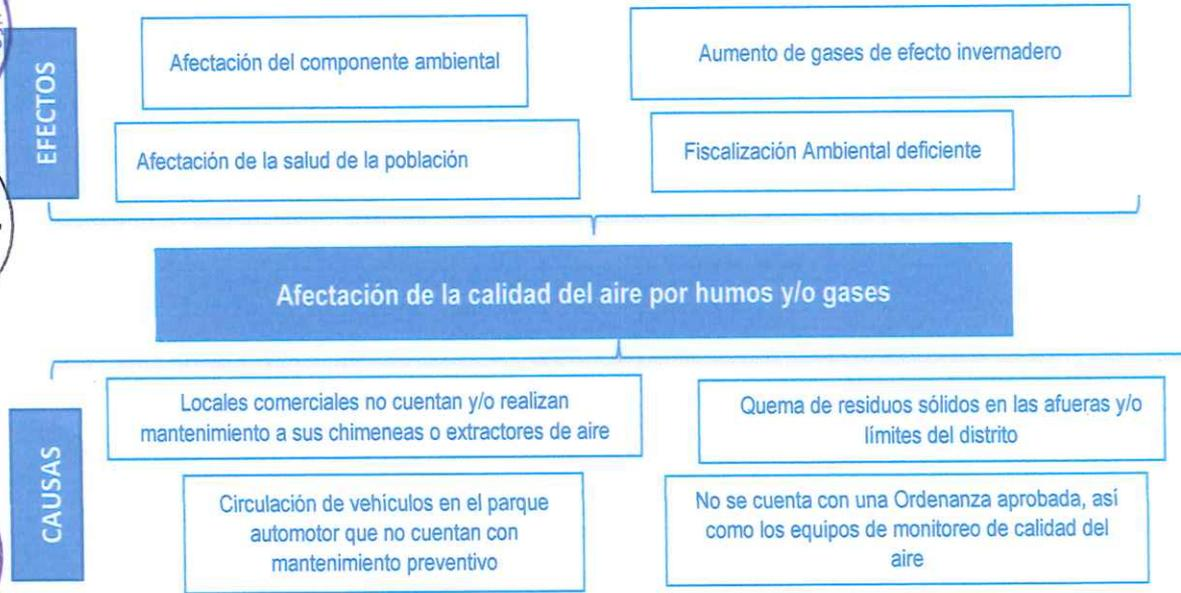 EFECTOS
Afectación del componente ambiental
Aumento de gases de efecto invernadero
Afectación de la salud de la población
Fiscalización Ambiental deficiente
Afectación de la calidad del aire por humos y/o gases
CAUSAS
Locales comerciales no cuentan y/o realizan
mantenimiento a sus chimeneas o extractores de aire
Quema de residuos sólidos en las afueras y/o
límites del distrito
Circulación de vehículos en el parque
automotor que no cuentan con
mantenimiento preventivo
No se cuenta con una Ordenanza aprobada, así
como los equipos de monitoreo de calidad del
aire